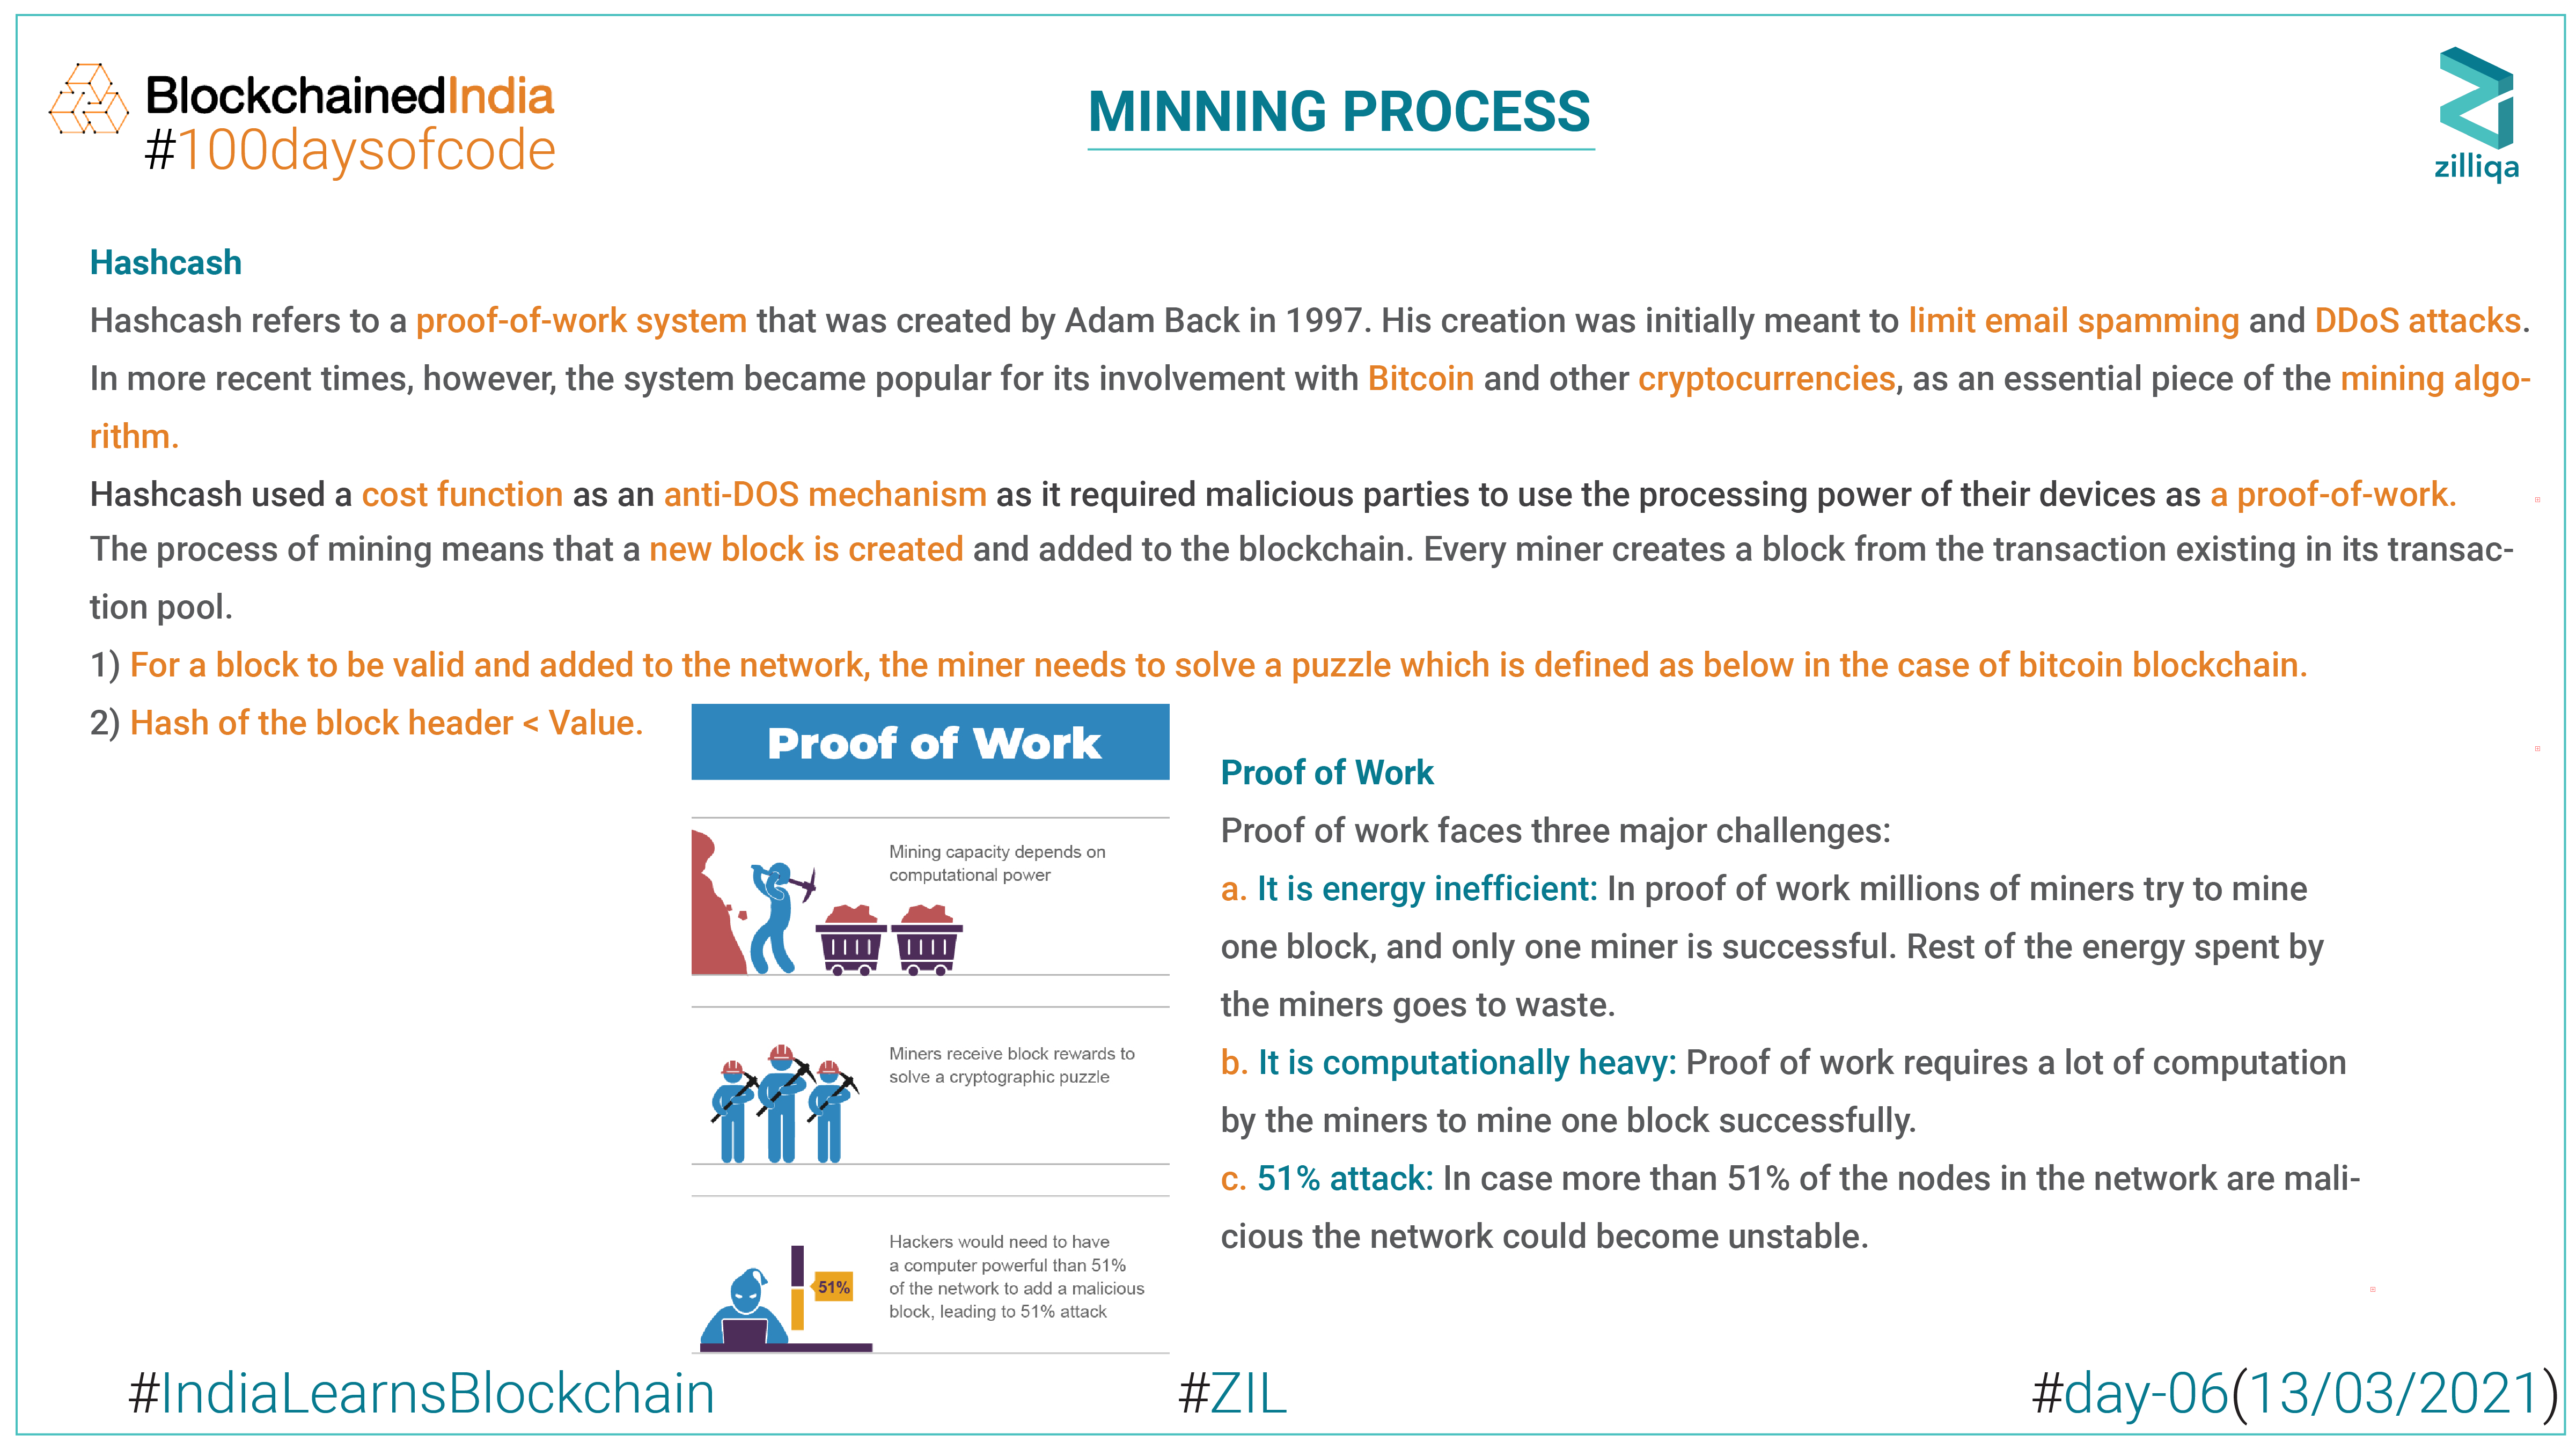 BlockchainedIndia
#100daysofcode
MINNING PROCESS
zilliqa
Hashcash
Hashcash refers to a proof-of-work system that was created by Adam Back in 1997. His creation was initially meant to limit email spamming and DDoS attacks.
In more recent times, however, the system became popular for its involvement with Bitcoin and other cryptocurrencies, as an essential piece of the mining algo-
rithm.
Hashcash used a cost function as an anti-DOS mechanism as it required malicious parties to use the processing power of their devices as a proof-of-work.
The process of mining means that a new block is created and added to the blockchain. Every miner creates a block from the transaction existing in its transac-
tion pool.
1) For a block to be valid and added to the network, the miner needs to solve a puzzle which is defined as below in the case of bitcoin blockchain.
2) Hash of the block header < Value.
Proof of Work
Mining capacity depends on
computational power
Miners receive block rewards to
solve a cryptographic puzzle
51%
Hackers would need to have
a computer powerful than 51%
of the network to add a malicious
block, leading to 51% attack
Proof of Work
Proof of work faces three major challenges:
a. It is energy inefficient: In proof of work millions of miners try to mine
one block, and only one miner is successful. Rest of the energy spent by
the miners goes to waste.
b. It is computationally heavy: Proof of work requires a lot of computation
by the miners to mine one block successfully.
c. 51% attack: In case more than 51% of the nodes in the network are mali-
cious the network could become unstable.
#IndiaLearnsBlockchain
#ZIL
#day-06(13/03/2021)